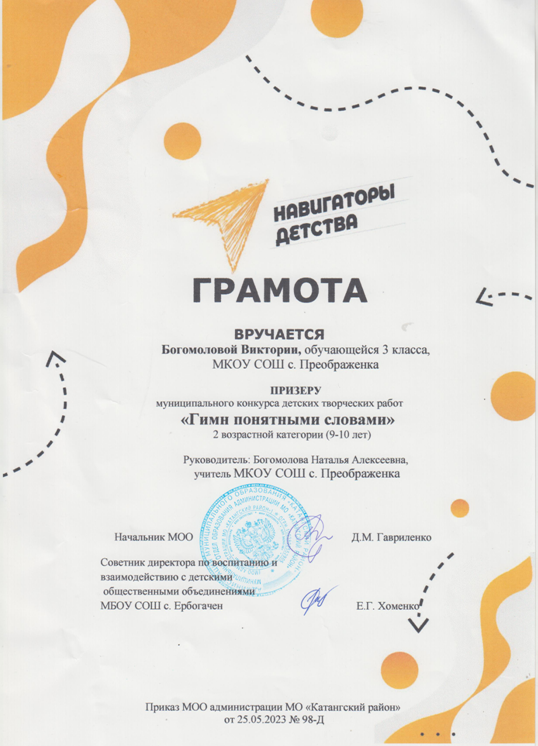 НАВИГАТОРЫ
ДЕТСТВА
ГРАМОТА
ВРУЧАЕТСЯ
Богомоловой Виктории, обучающейся 3 класса,
МКОУ СОШ с. Преображенка
ПРИЗЕРУ
муниципального конкурса детских творческих работ
«Гимн понятными словами»
2 возрастной категории (9-10 лет)
Руководитель: Богомолова Наталья Алексеевна,
учитель МКОУ СОШ с. Преображенка
Начальник МОО Д.М. Гавриленко
Советник директора по воспитанию и
взаимодействию с детскими
общественными объединениями
МБОУ СОШ с. Ербогачен Е.Г. Хоменко
Приказ МОО администрации МО «Катангский район»
от 25.05.2023 № 98-Д